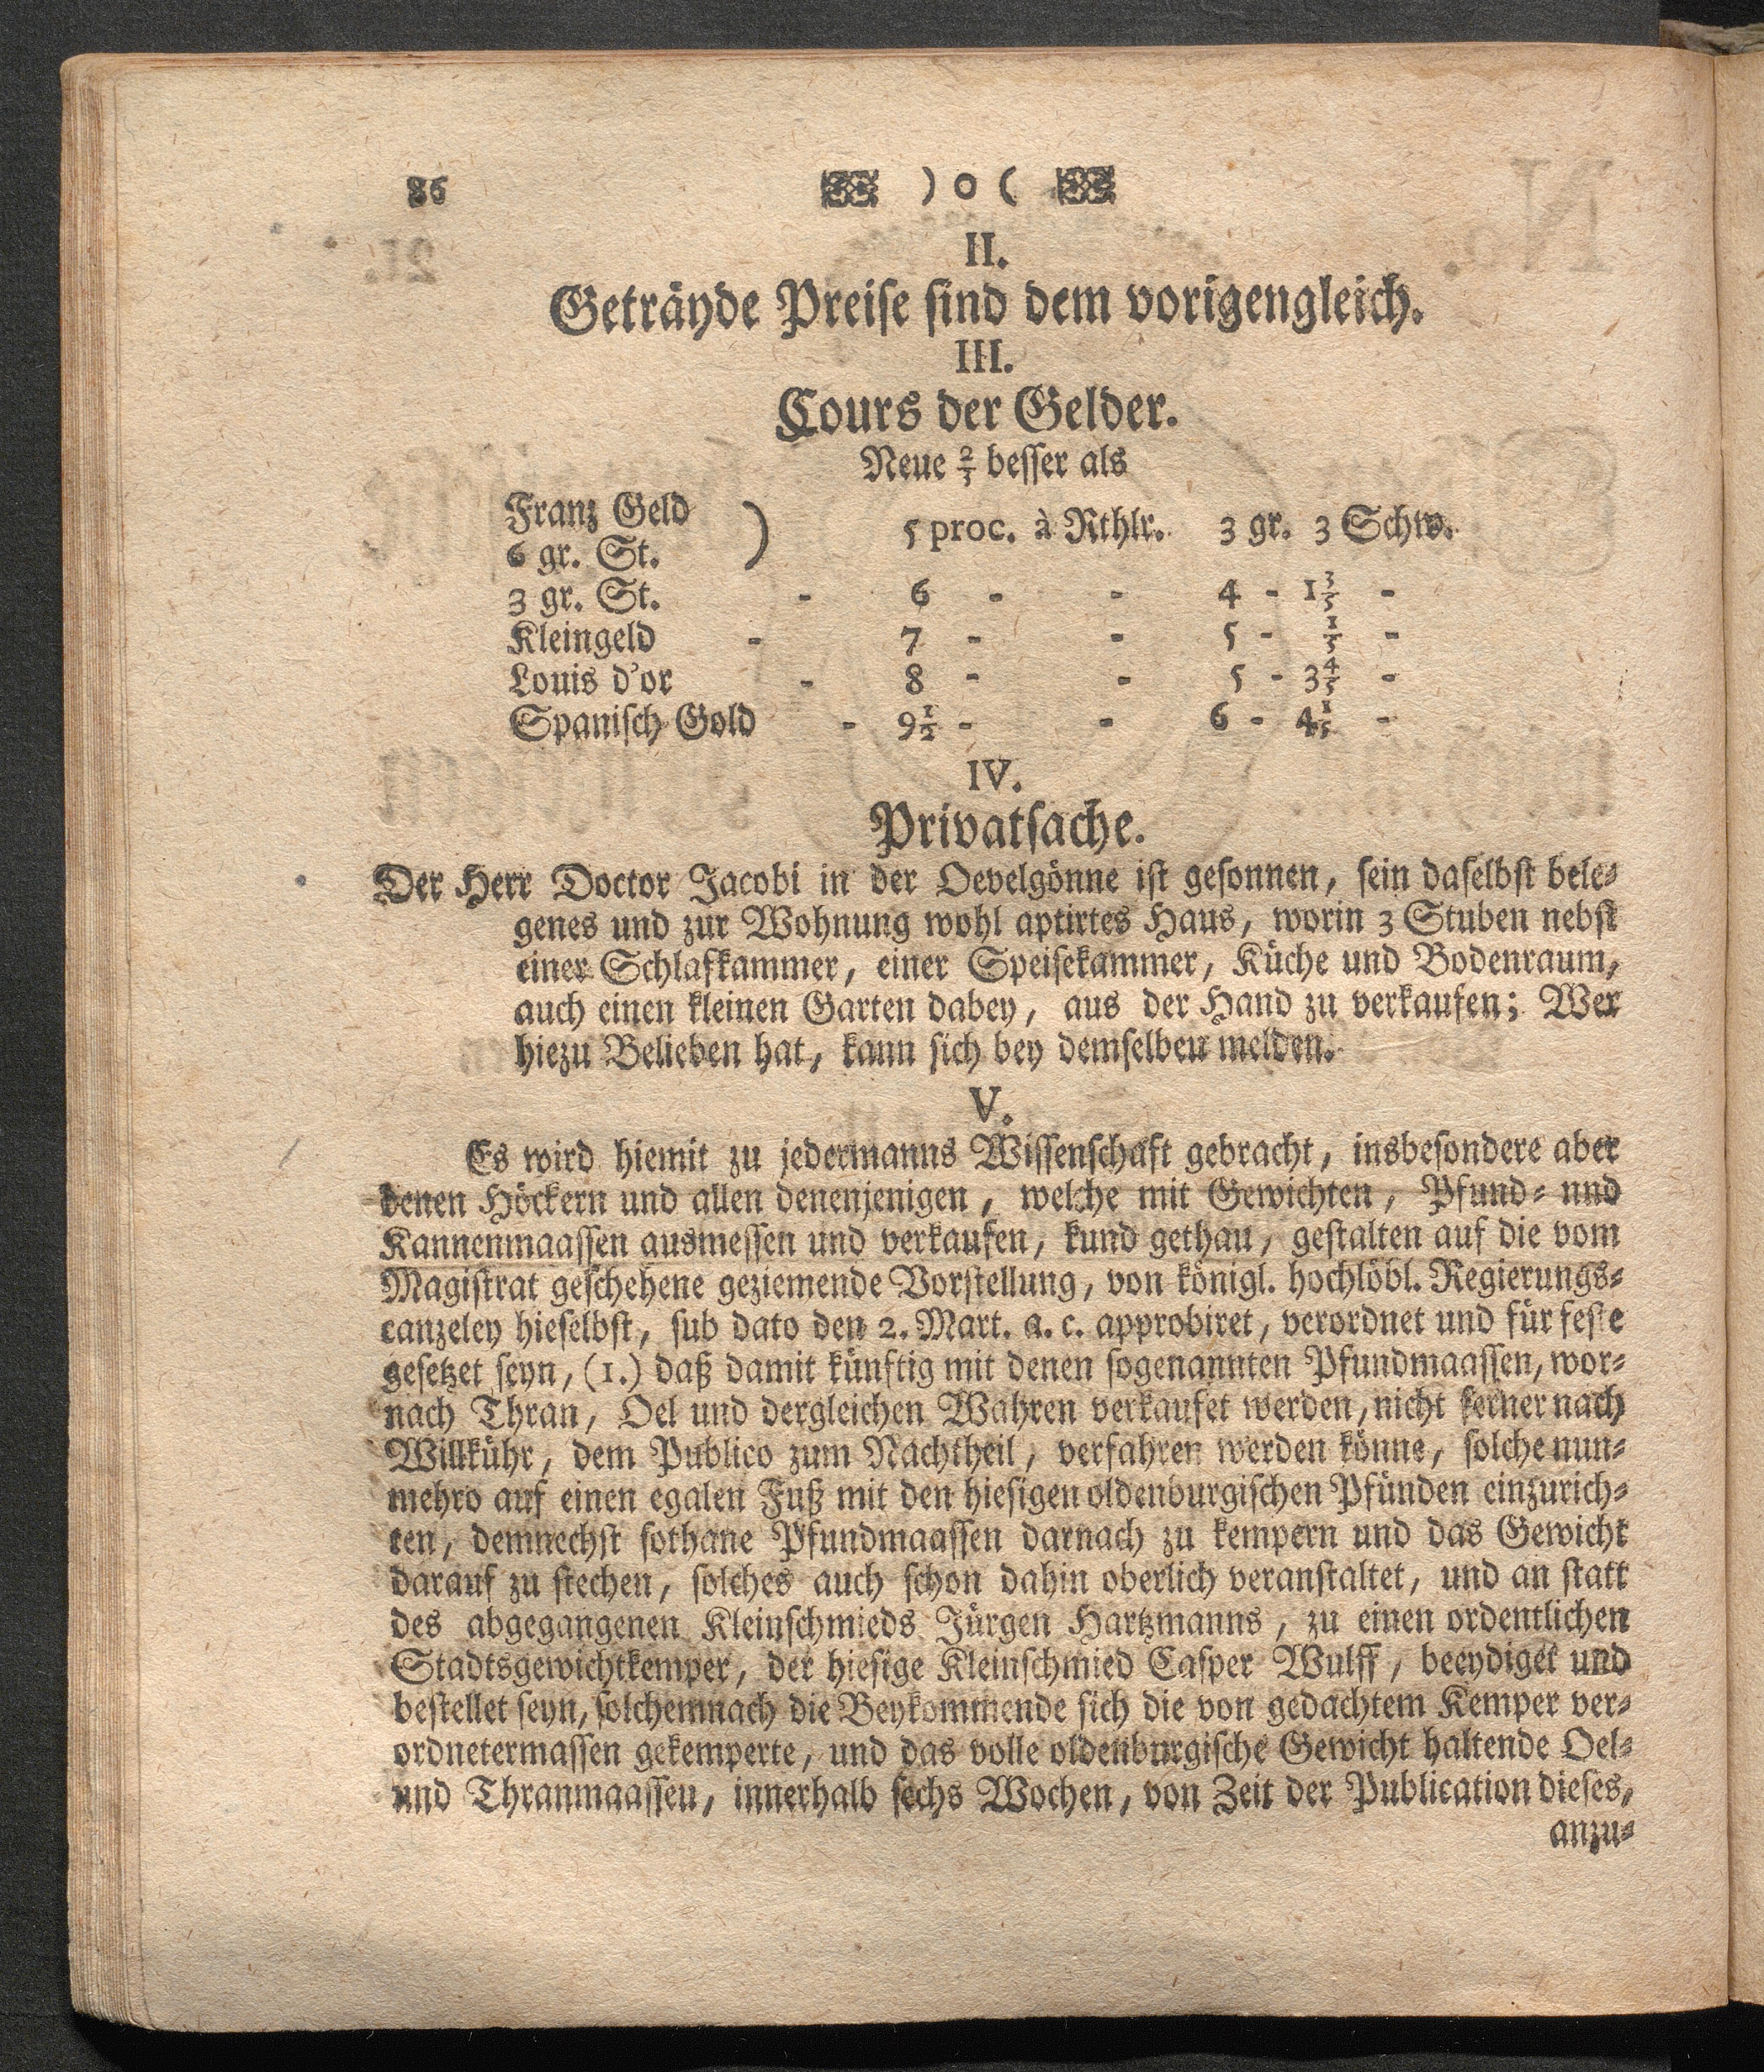 86 ) o (
II.
Geträyde Preise sind dem vorigengleich.
III.
Cours der Gelder.
Neue 2/3 besser als
Franz Geld
6 gr. St. ) 5 proc. à Rthlr. 3 gr. 3 Schw.
3 gr. St. - 6 - - 4 - 1 3/5 -
Kleingeld - 7 - - 5 - 1/5 -
Louis d'or - 8 - - 5 - 3 4/5 -
Spanisch Gold - 9 1/2 - - 6 - 4 1/5 -
IV.
Privatsache.
Der Herr Doctor Jacobi in der Oevelgönne ist gesonnen, sein daselbst bele-
genes und zur Wohnung wohl aptirtes Haus, worin 3 Stuben nebst
einer Schlafkammer, einer Speisekammer, Küche und Bodenraum,
auch einen kleinen Garten dabey, aus der Hand zu verkaufen; Wer
hiezu Belieben hat, kann sich bey demselben melden.
V.
Es wird hiemit zu jedermanns Wissenschaft gebracht, insbesondere aber
denen Höckern und allen denenjenigen, welche mit Gewichten, Pfund- und
Kannenmaassen ausmessen und verkaufen, kund gethan, gestalten auf die vom
Magistrat geschehene geziemende Vorstellung, von königl. hochlöbl. Regierungs-
canzeley hieselbst, sub dato den 2. Mart. a. c. approbiret, verordnet und für feste
gesetzet seyn, (1.) daß damit künftig mit denen sogenannten Pfundmaassen, wor-
nach Thran, Oel und dergleichen Wahren verkaufet werden, nicht ferner nach
Willkühr, dem Publico zum Nachtheil, verfahren werden könne, solche nun-
mehro auf einen egalen Fuß mit den hiesigen oldenburgischen Pfünden einzurich-
ten, demnechst sothane Pfundmaassen darnach zu kempern und das Gewicht
darauf zu stechen, solches auch schon dahin oberlich veranstaltet, und an statt
des abgegangenen Kleinschmieds Jürgen Hartzmanns, zu einen ordentlichen
Stadtsgewichtkemper, der hiesige Kleinschmied Casper Wulff, beeydiget und
bestellet seyn, solchemnach die Beykommende sich die von gedachtem Kemper ver-
ordnetermassen gekemperte, und das volle oldenburgische Gewicht haltende Oel-
und Thranmaassen, innerhalb sechs Wochen, von Zeit der Publication dieses,
anzu-